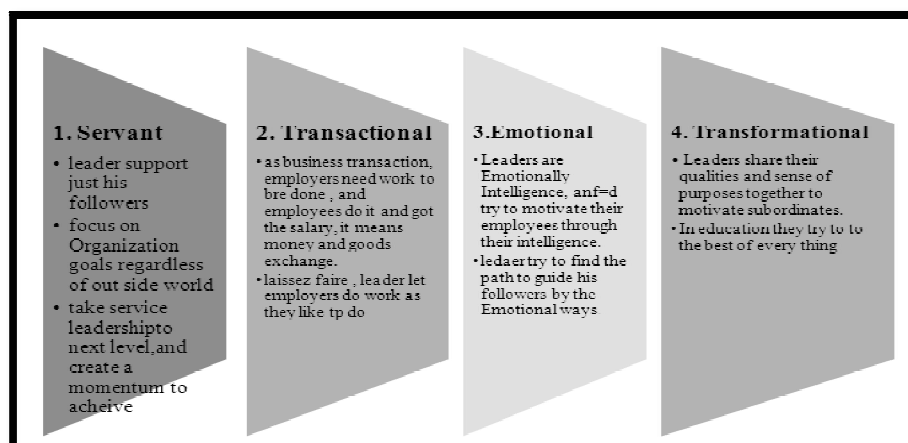 1. Servant
• leader support
just his
followers
• focus on
Organization
goals regardless
of out side world
• take service
leadershipto
next level,and
create a
momentum to
acheive
2. Transactional
• as business transaction,
employers need work to
bre done , and
employees do it and got
the salary, it means
money and goods
exchange.
• laissez faire , leader let
employers do work as
they like tp do
3.Emotional
• Leaders are
Emotionally
Intelligence, anf=d
try to motivate their
employees through
their intelligence.
• ledaertry to find the
path to guide his
followers by the
Emotional ways
4. Transformational
• Leaders share their
qualities and sense of
purposes together to
motivate subordinates.
• In education they try to to
the best of every thing